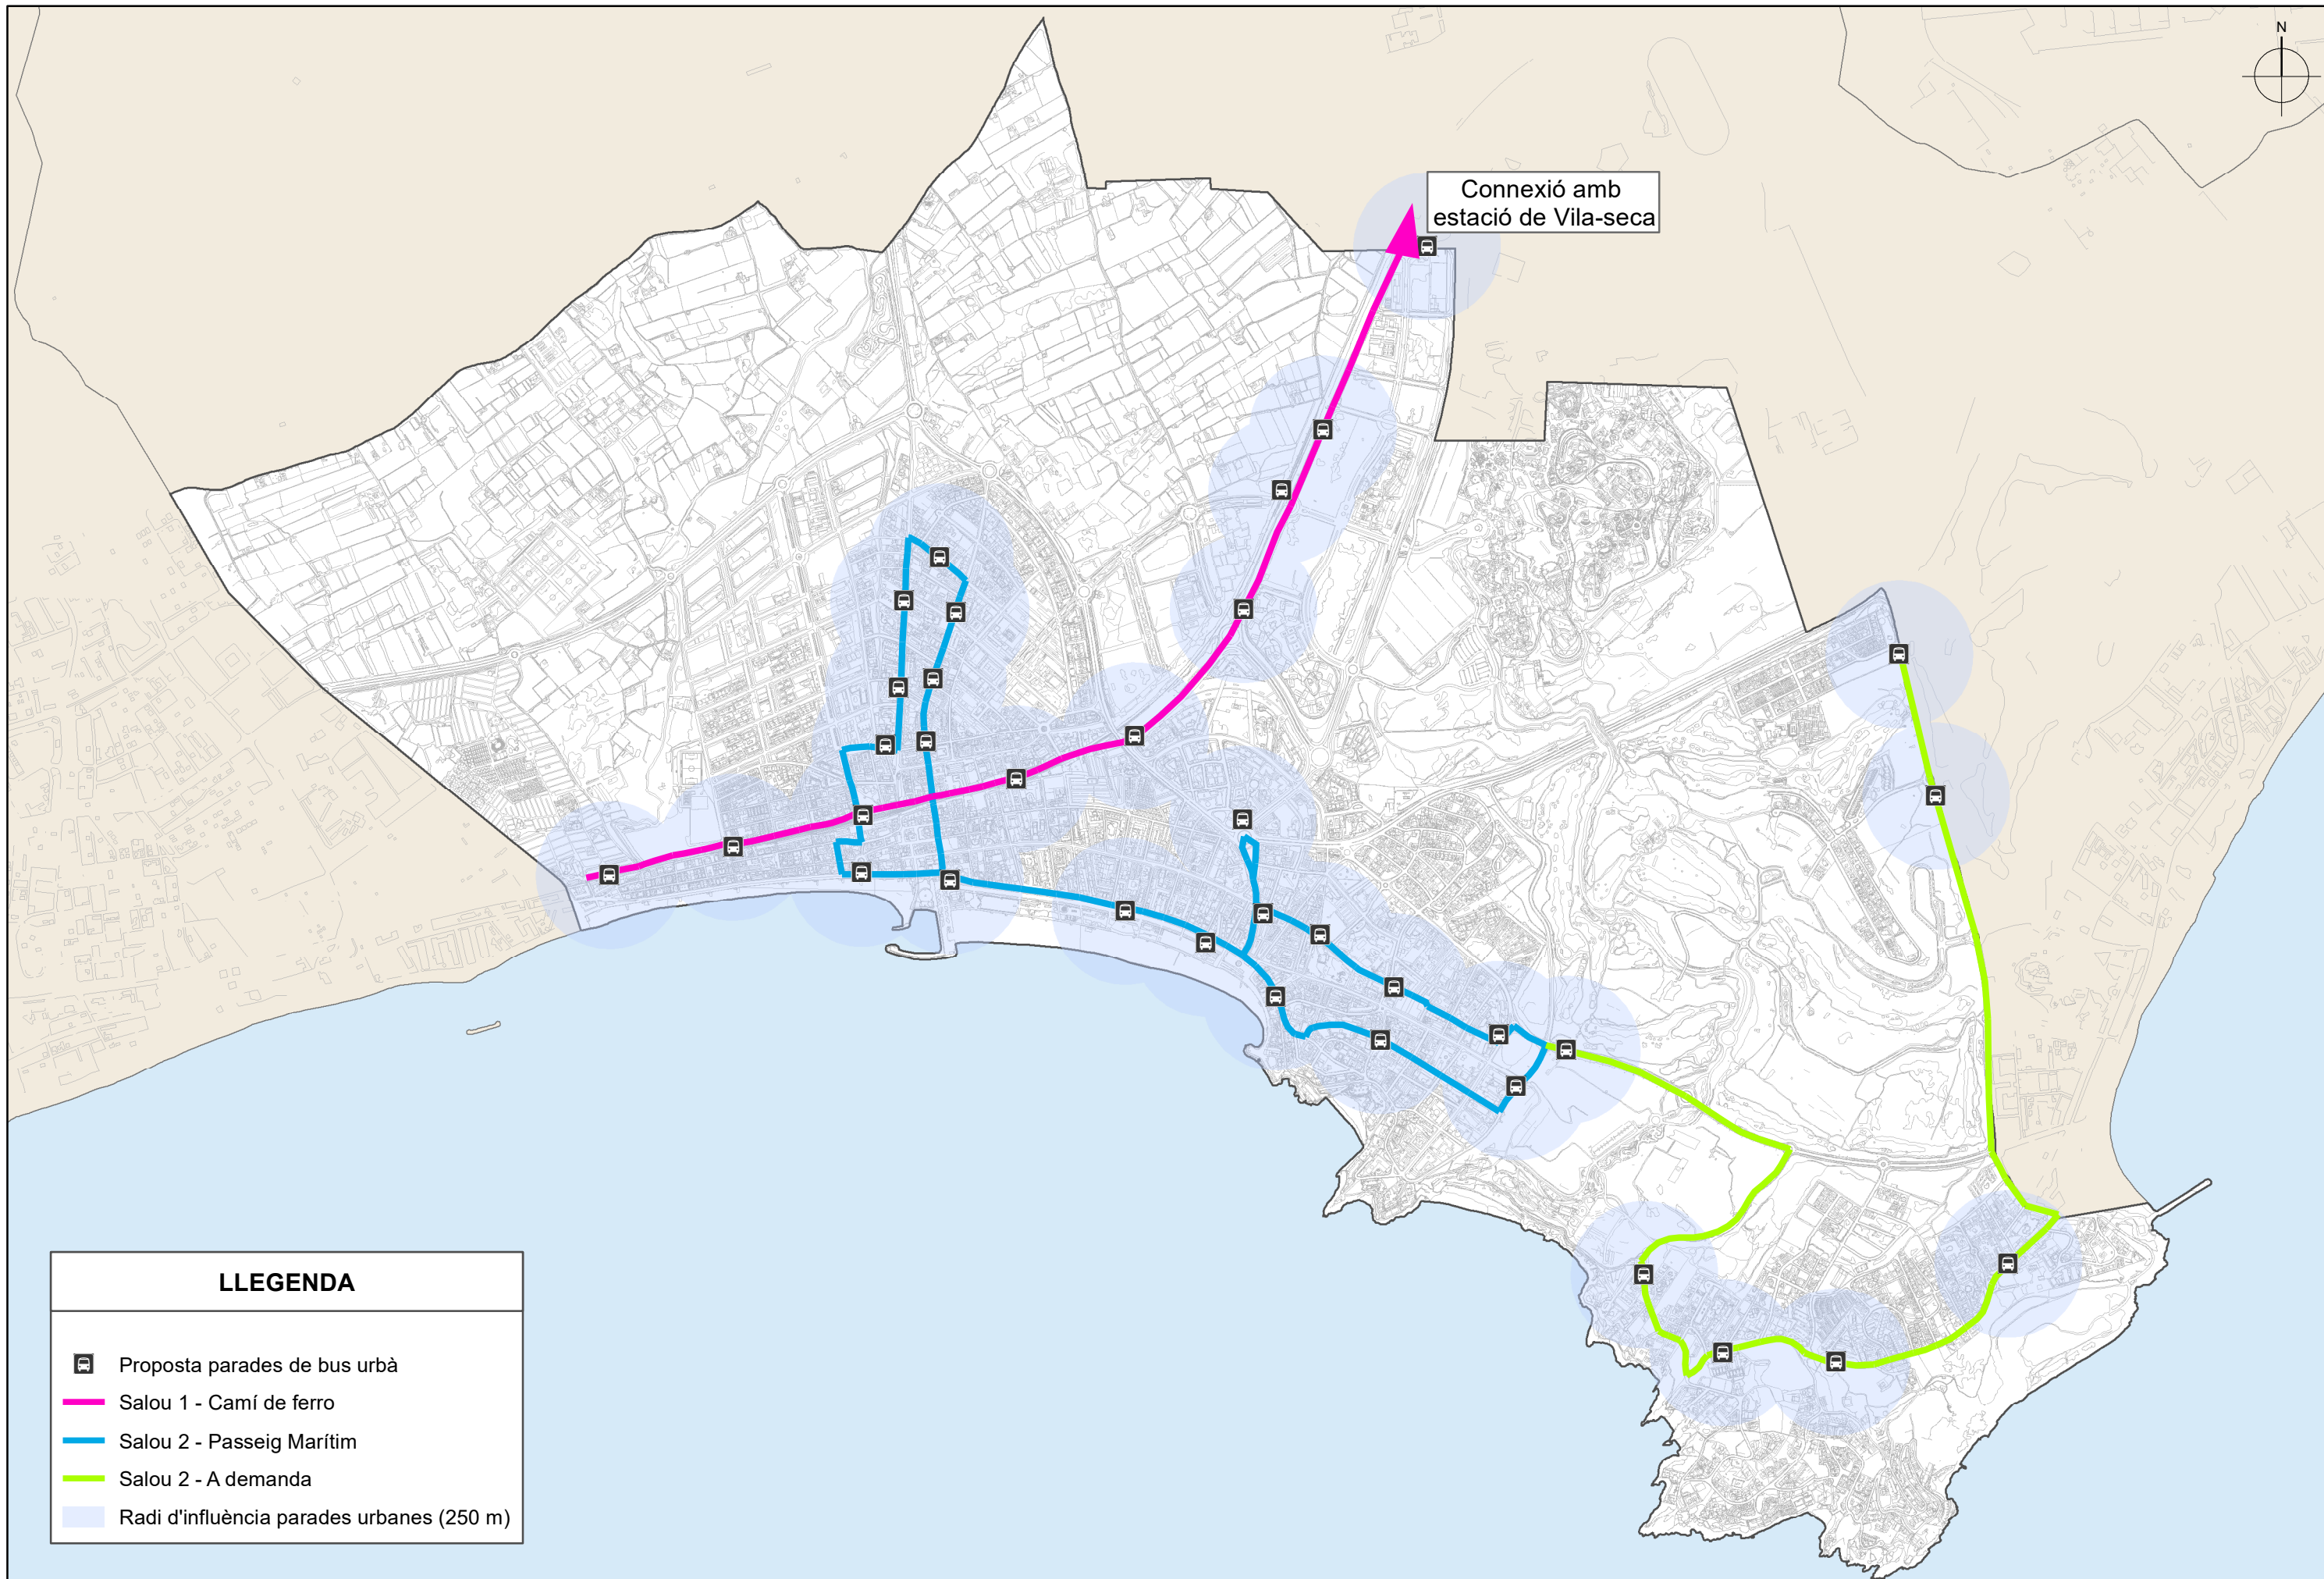 N
Connexió amb
estació de Vila-seca
LLEGENDA
Proposta parades de bus urbà
Salou 1 - Camí de ferro
Salou 2 - Passeig Marítim
Salou 2 - A demanda
Radi d'influència parades urbanes (250 m)